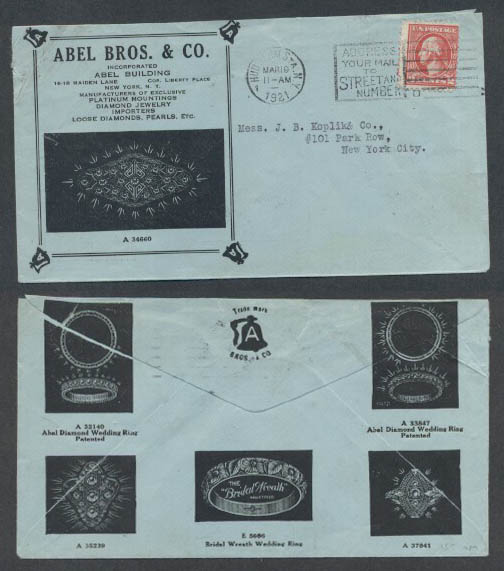 ABEL BROS. & CO.
INCORPORATED
ABEL BUILDING
16-18 MAIDEN LANE COR. LIBERTY PLACE
NEW YORK, N. Y.
MANUFACTURERS OF EXCLUSIVE
PLATINUM MOUNTINGS
DIAMOND JEWELRY
IMPORTERS
LOOSE DIAMONDS, PEARLS, ETC.
A 34660
A
A
A
MAR 19
11-AM
1921
N.Y.
ADDRESS
YOUR MAIL
TO
STREET AND
NUMBER
U.S. POSTAGE
Mess. J. B. Koplik& Co.,
#101 Park Row,
New York City.
Trade Mark
A
BROS. & CO
A 32140
Abel Diamond Wedding Ring
Patented
A 33847
Abel Diamond Wedding Ring
Patented
THE
"Bridal Wreath"
REGISTERED
A 35239
E 5686
Bridal Wreath Wedding Ring
A 37841